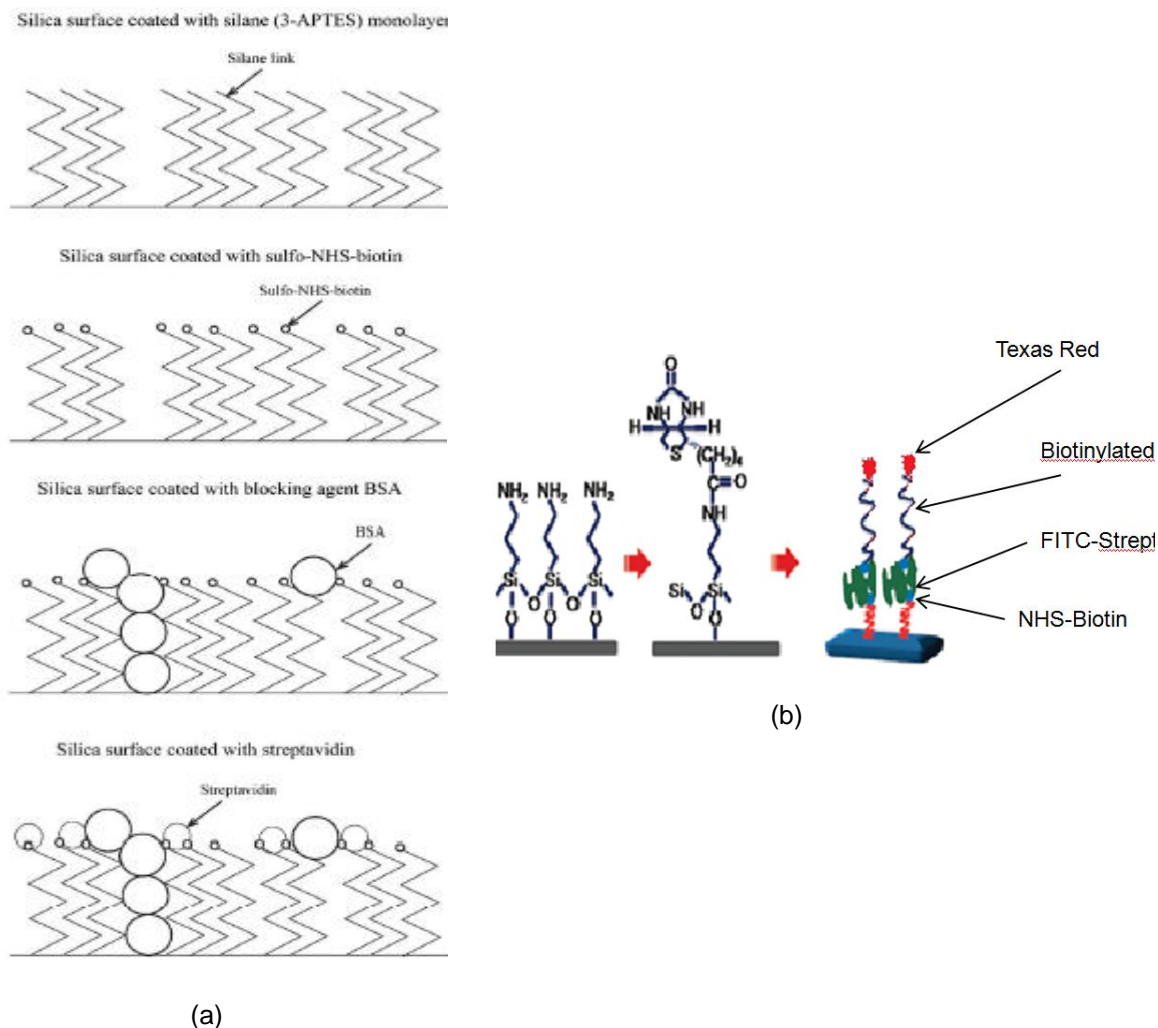 Silica surface coated with silane (3-APTES) monolayer
Silane link
Silica surface coated with sulfo-NHS-biotin
Sulfo-NHS-biotin
Silica surface coated with blocking agent BSA
BSA
Silica surface coated with streptavidin
Streptavidin
(a)
O
NH NH
H H
S (CH₂)₄
C=O
NH
NH₂ NH₂ NH₂
Si Si Si
O O
O O O
Si Si
O O
O
Texas Red
Biotinylated
FITC-Strept
NHS-Biotin
(b)